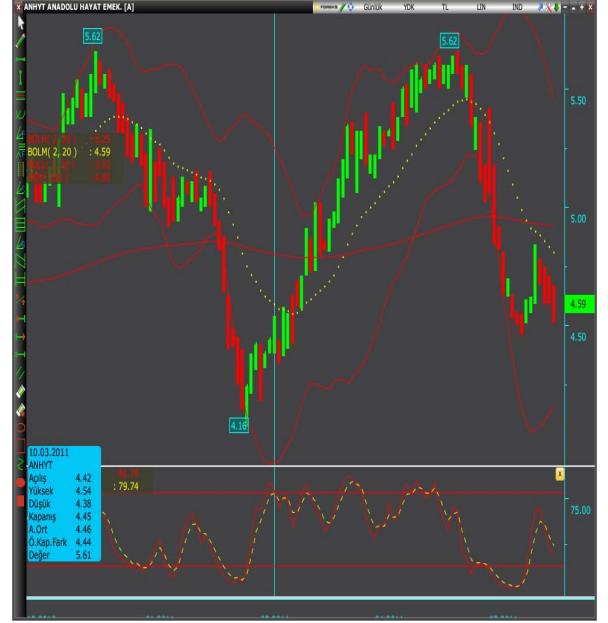 ANHYT ANADOLU HAYAT EMEK. [A]
FOREKS Günlük YDK TL LIN IND
5.62
5.62
5.50
BOLM( 2, 20 ) : 4.59
5.00
4.59
4.50
4.16
10.03.2011
ANHYT
Açılış 4.42
Yüksek 4.54
Düşük 4.38
Kapanış 4.45
A.Ort 4.46
Ö.Kap.Fark 4.44
Değer 5.61
: 79.74
x
75.00